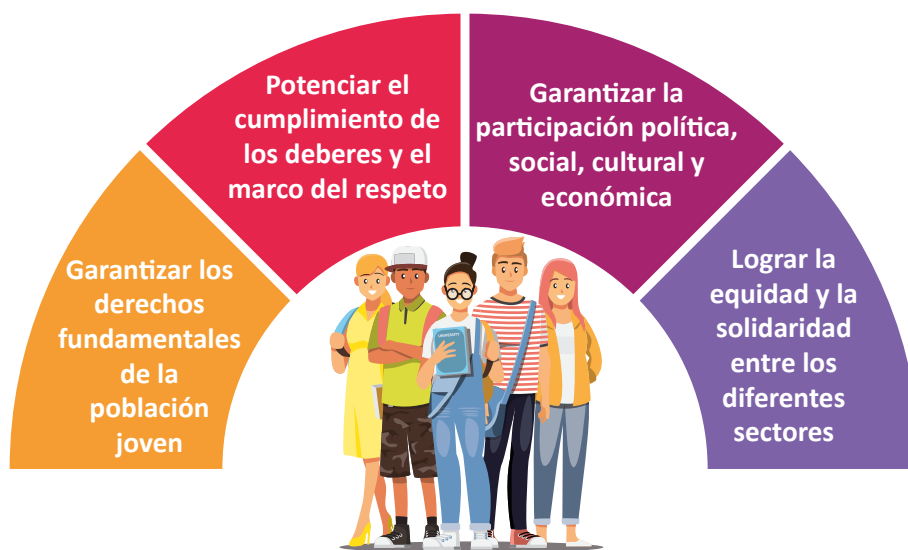 Garantizar los
derechos
fundamentales
de la
población
joven
Potenciar el
cumplimiento de
los deberes y el
marco del respeto
Garantizar la
participación política,
social, cultural y
económica
Lograr la
equidad y la
solidaridad
entre los
diferentes
sectores
UNIVERSITY